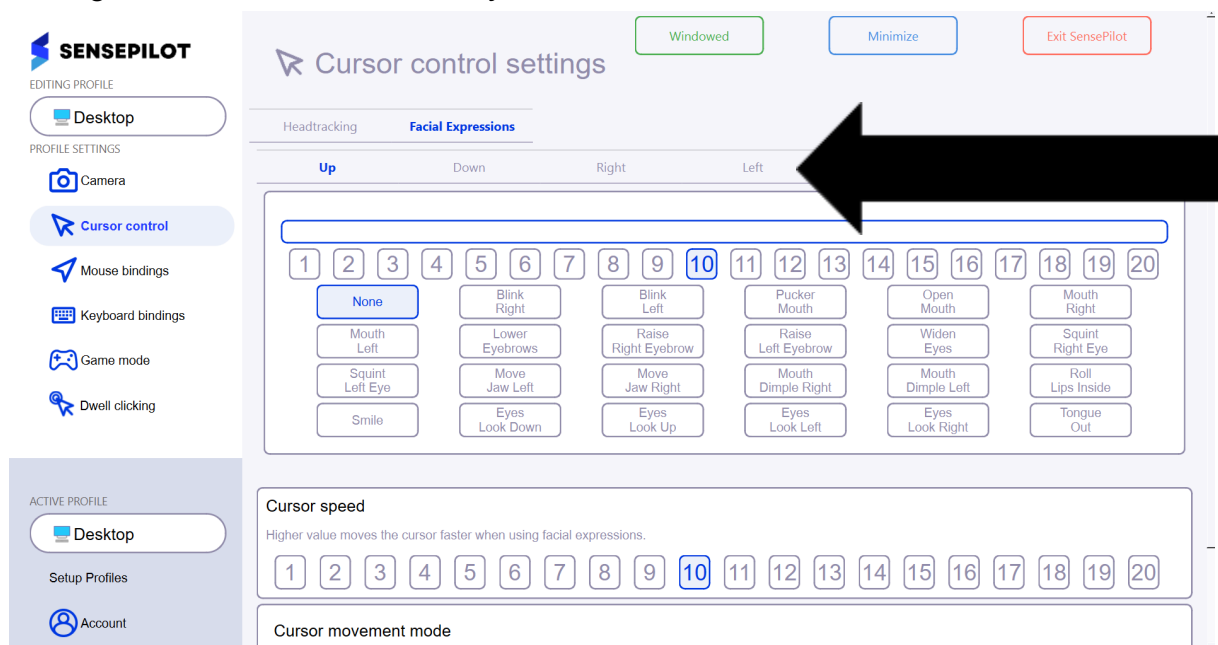 SENSEPILOT
EDITING PROFILE
Desktop
PROFILE SETTINGS
Camera
Cursor control
Mouse bindings
Keyboard bindings
Game mode
Dwell clicking
ACTIVE PROFILE
Desktop
Setup Profiles
Account
Windowed
Minimize
Exit SensePilot
Cursor control settings
Headtracking
Facial Expressions
Up
Down
Right
Left
1 2 3 4 5 6 7 8 9 10 11 12 13 14 15 16 17 18 19 20
None
Blink
Right
Blink
Left
Pucker
Mouth
Open
Mouth
Mouth
Right
Mouth
Left
Lower
Eyebrows
Raise
Right Eyebrow
Raise
Left Eyebrow
Widen
Eyes
Squint
Right Eye
Squint
Left Eye
Move
Jaw Left
Move
Jaw Right
Mouth
Dimple Right
Mouth
Dimple Left
Roll
Lips Inside
Smile
Eyes
Look Down
Eyes
Look Up
Eyes
Look Left
Eyes
Look Right
Tongue
Out
Cursor speed
Higher value moves the cursor faster when using facial expressions.
1 2 3 4 5 6 7 8 9 10 11 12 13 14 15 16 17 18 19 20
Cursor movement mode